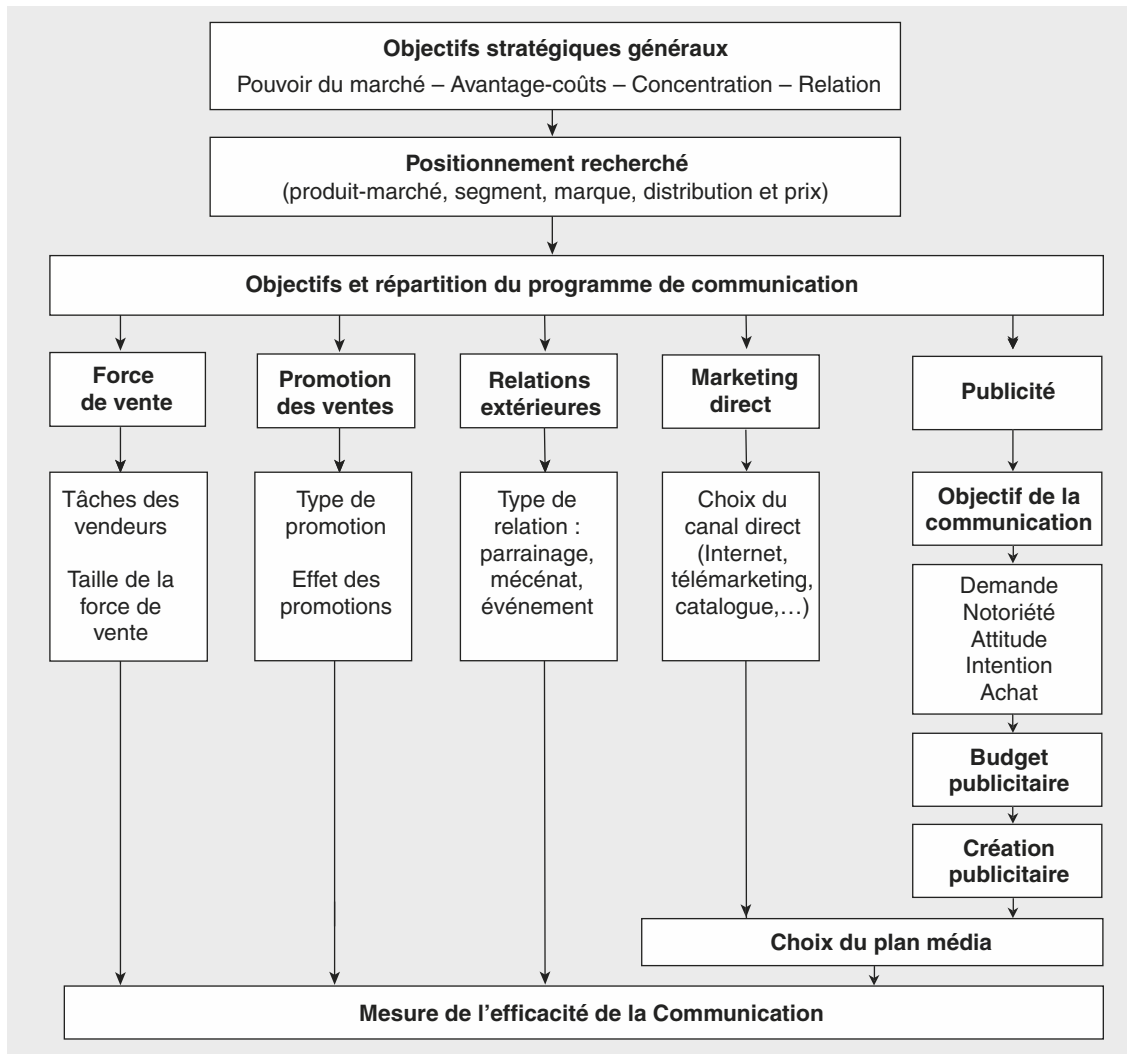 Objectifs stratégiques généraux
Pouvoir du marché – Avantage-coûts – Concentration – Relation
Positionnement recherché
(produit-marché, segment, marque, distribution et prix)
Objectifs et répartition du programme de communication
Force
de vente
Promotion
des ventes
Relations
extérieures
Marketing
direct
Publicité
Tâches des
vendeurs
Taille de la
force de
vente
Type de
promotion
Effet des
promotions
Type de
relation :
parrainage,
mécénat,
événement
Choix du
canal direct
(Internet,
télémarketing,
catalogue,…)
Objectif de la
communication
Demande
Notoriété
Attitude
Intention
Achat
Budget
publicitaire
Création
publicitaire
Choix du plan média
Mesure de l’efficacité de la Communication